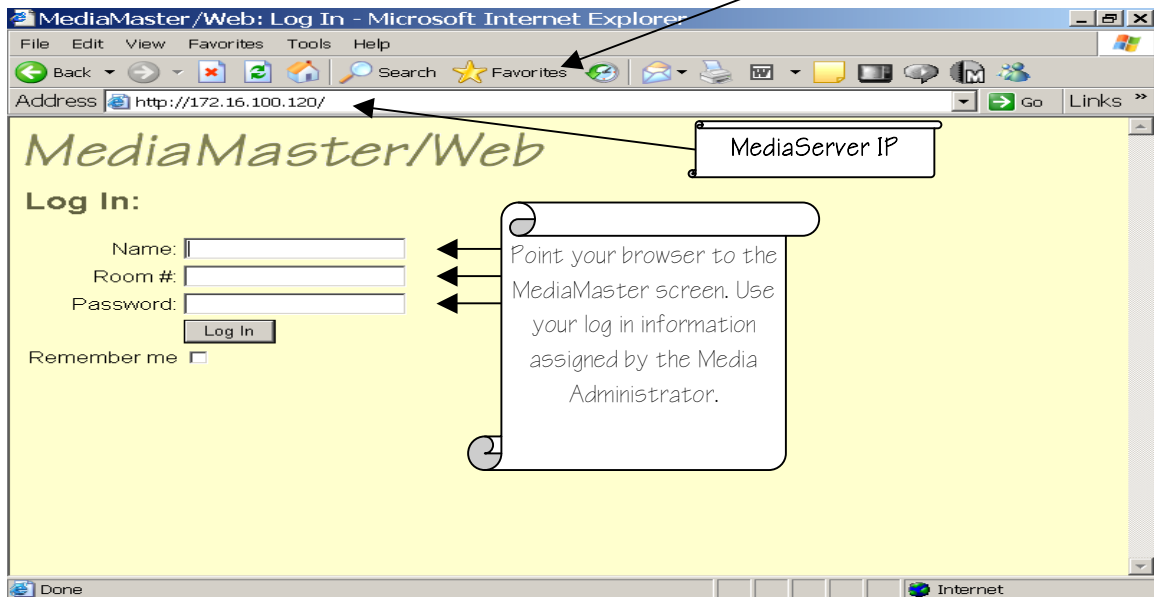 MediaMaster/Web: Log In - Microsoft Internet Explorer
File Edit View Favorites Tools Help
Back Search Favorites
Address http://172.16.100.120/ Go Links »
MediaMaster/Web
MediaServer IP
Log In:
Name:
Room #:
Password:
Log In
Remember me
Point your browser to the
MediaMaster screen. Use
your log in information
assigned by the Media
Administrator.
Done Internet